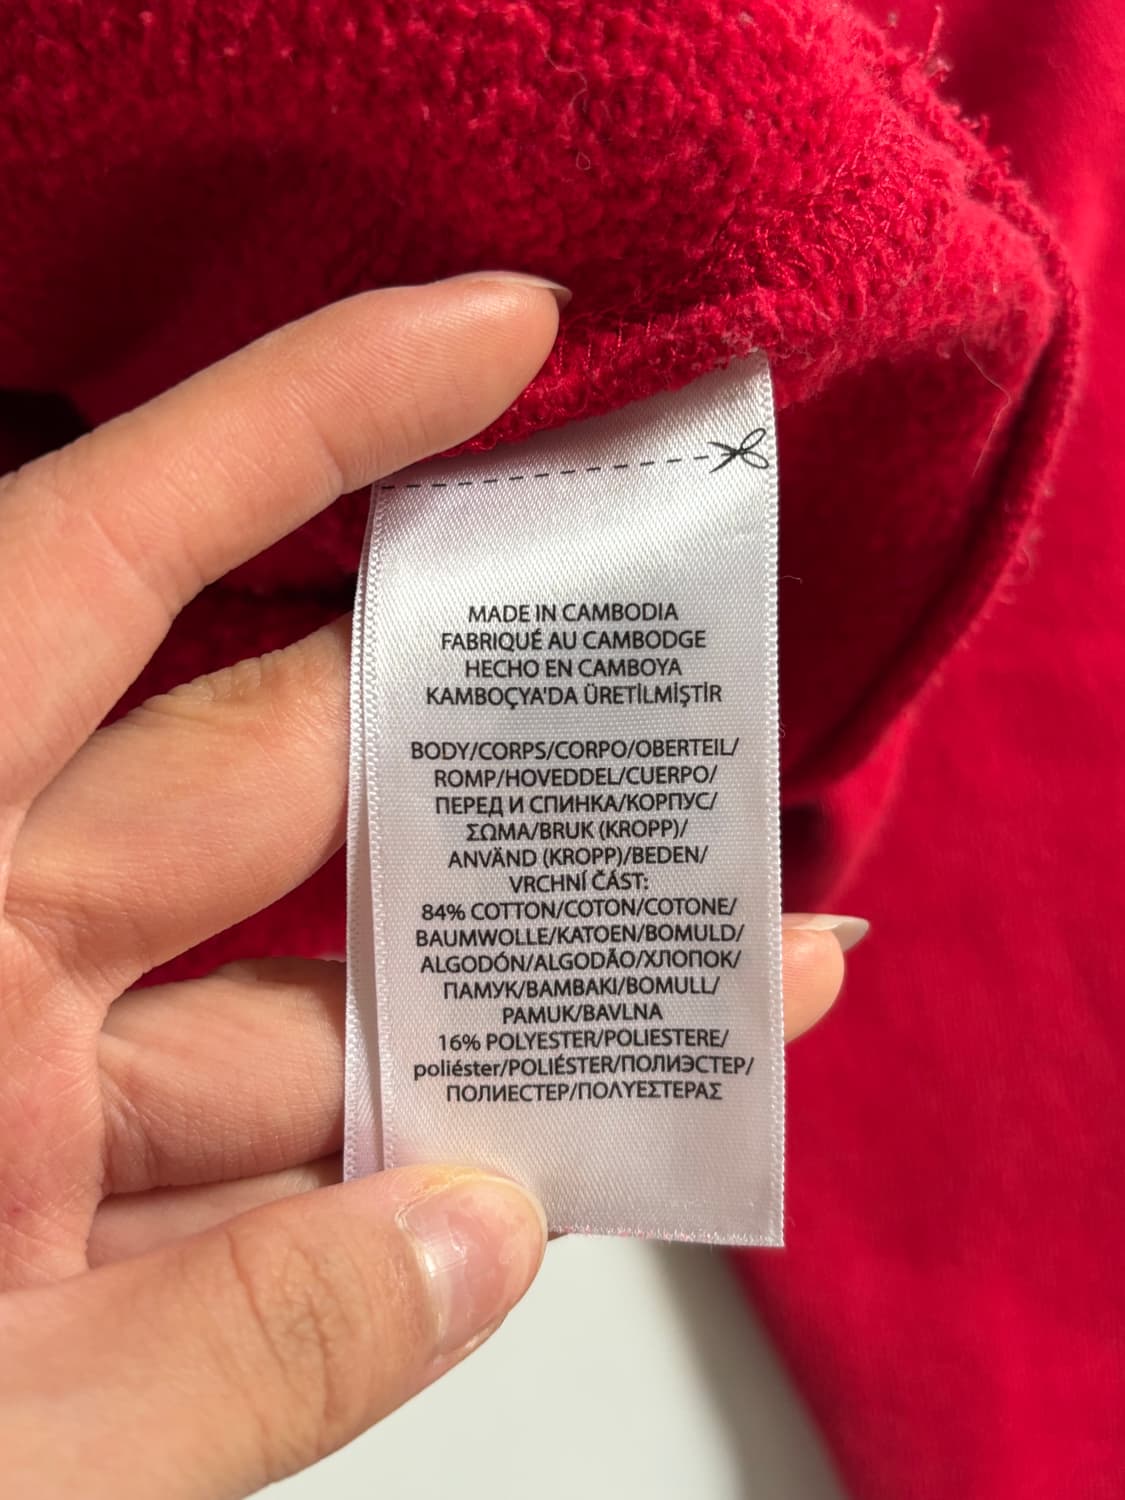 MADE IN CAMBODIA
FABRIQUÉ AU CAMBODGE
HECHO EN CAMBOYA
KAMBOÇYA'DA ÜRETİLMİŞTİR
BODY/CORPS/CORPO/OBERTEIL/
ROMP/HOVEDDEL/CUERPO/
ПЕРЕД И СПИНКА/КОРПУС/
ΣΩΜΑ/BRUK (KROPP)/
ANVÄND (KROPP)/BEDEN/
VRCHNÍ ČÁST:
84% COTTON/COTON/COTONE/
BAUMWOLLE/KATOEN/BOMULD/
ALGODÓN/ALGODÃO/ХЛОПОК/
ПАМУК/ΒΑΜΒΑΚΙ/BOMULL/
PAMUK/BAVLNA
16% POLYESTER/POLIESTERE/
poliéster/POLIÉSTER/ПОЛИЭСТЕР/
ПОЛИЕСТЕР/ΠΟΛΥΕΣΤΕΡΑΣ